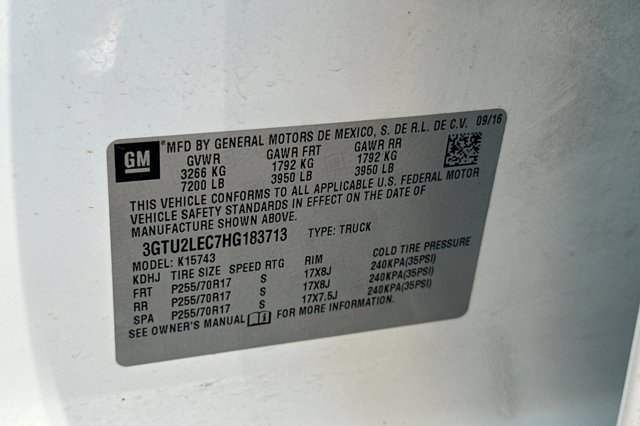 "MFD BY GENERAL MOTORS DE MEXICO, S. DE R.L. DE C.V. 09/16
GM
GVWR GAWR FRT GAWR RR
3266 KG 1792 KG 1792 KG
7200 LB 3950 LB 3950 LB
THIS VEHICLE CONFORMS TO ALL APPLICABLE U.S. FEDERAL MOTOR
VEHICLE SAFETY STANDARDS IN EFFECT ON THE DATE OF
MANUFACTURE SHOWN ABOVE.
3GTU2LEC7HG183713 TYPE: TRUCK
MODEL: K15743
KDHJ TIRE SIZE SPEED RTG RIM COLD TIRE PRESSURE
FRT P255/70R17 S 17X8J 240KPA(35PSI)
RR P255/70R17 S 17X8J 240KPA(35PSI)
SPA P255/70R17 S 17X7.5J 240KPA(35PSI)
SEE OWNER'S MANUAL FOR MORE INFORMATION.